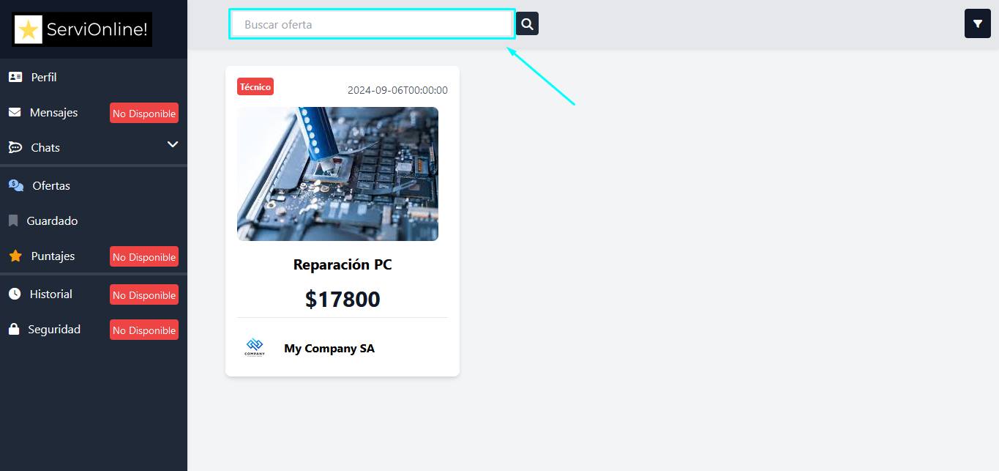 ServiOnline!
Buscar oferta
Perfil
Mensajes No Disponible
Chats
Ofertas
Guardado
Puntajes No Disponible
Historial No Disponible
Seguridad No Disponible
Técnico
2024-09-06T00:00:00
Reparación PC
$17800
COMPANY
My Company SA